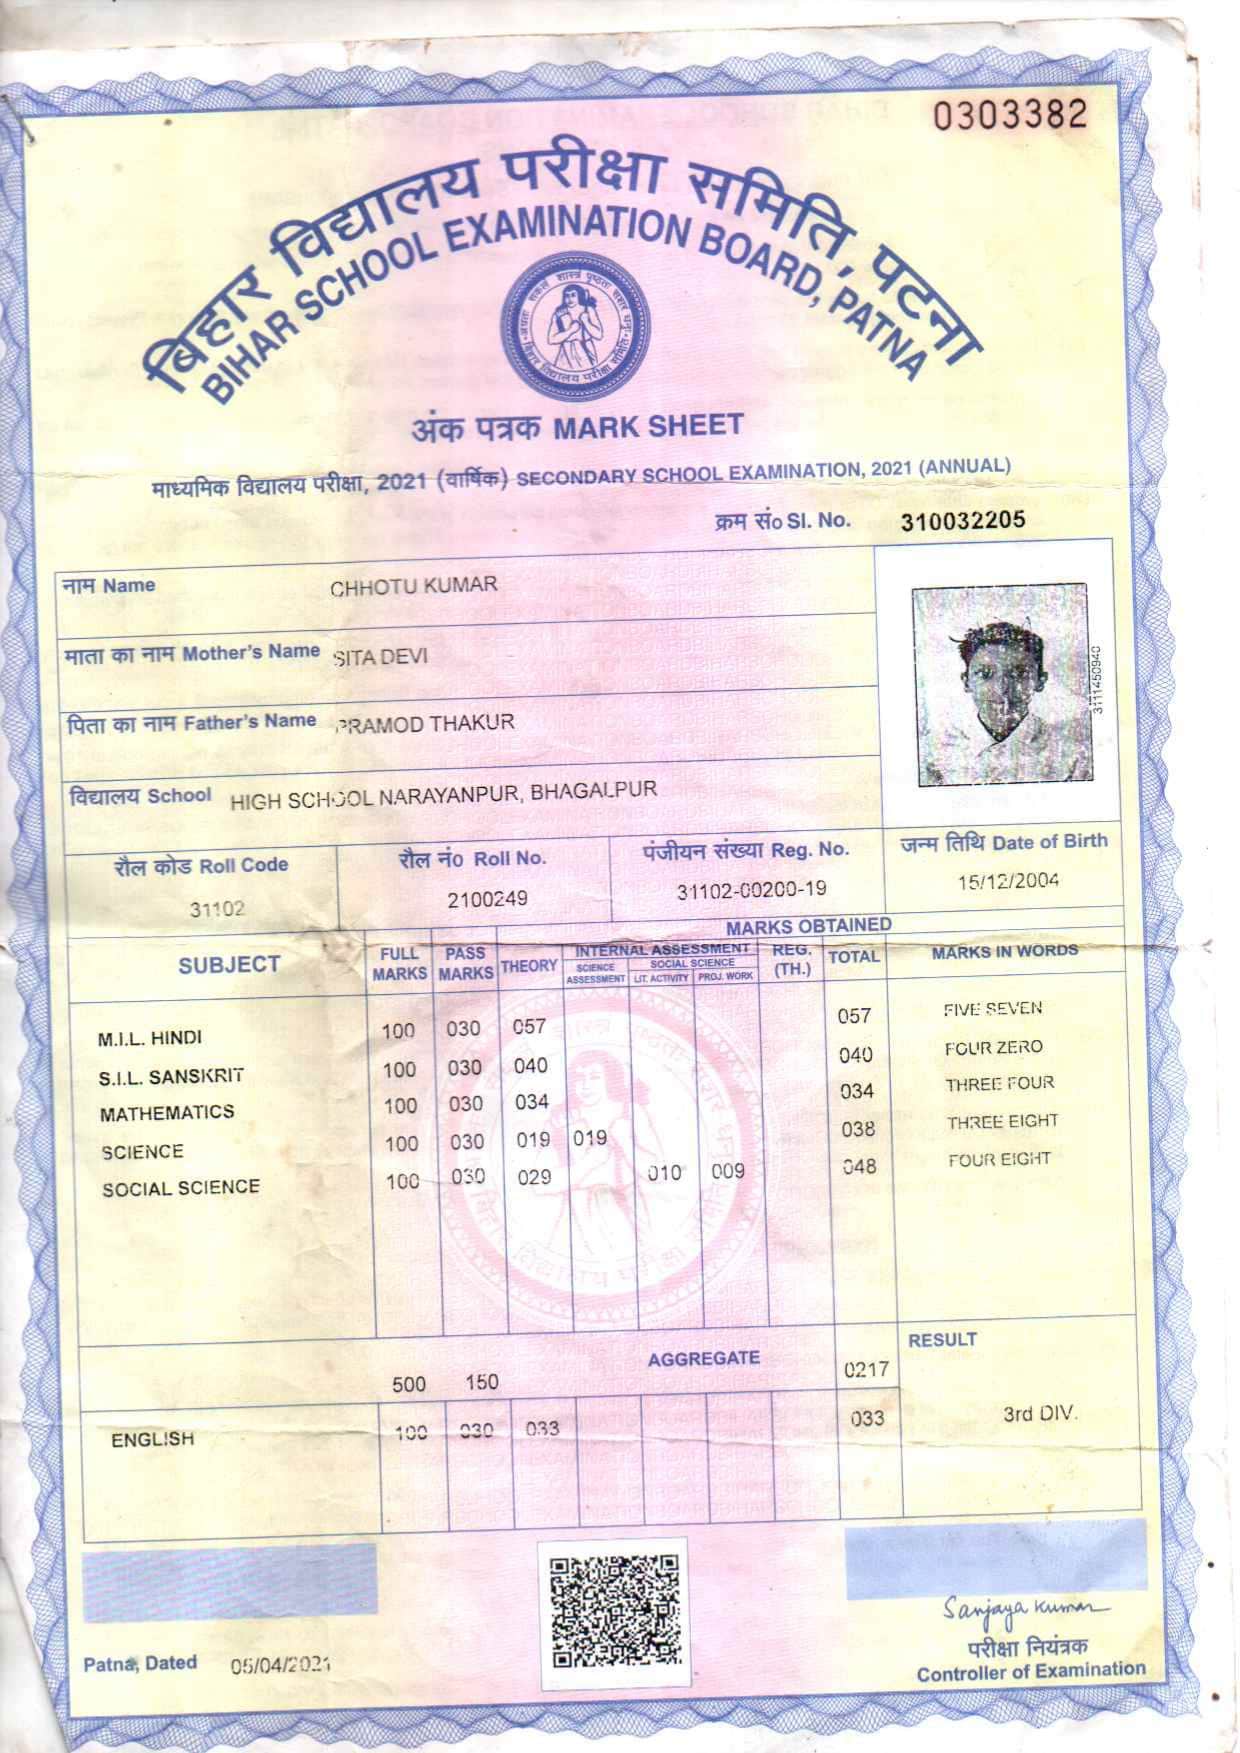 0303382
बिहार विद्यालय परीक्षा समिति, पटना
BIHAR SCHOOL EXAMINATION BOARD, PATNA
अंक पत्रक MARK SHEET
माध्यमिक विद्यालय परीक्षा, 2021 (वार्षिक) SECONDARY SCHOOL EXAMINATION, 2021 (ANNUAL)
क्रम सं० Sl. No. 310032205
नाम Name CHHOTU KUMAR
माता का नाम Mother's Name SITA DEVI
पिता का नाम Father's Name PRAMOD THAKUR
3111450940
विद्यालय School HIGH SCHOOL NARAYANPUR, BHAGALPUR
रौल कोड Roll Code रौल नं० Roll No. पंजीयन संख्या Reg. No. जन्म तिथि Date of Birth
31102 2100249 31102-00200-19 15/12/2004
MARKS OBTAINED
SUBJECT FULL MARKS PASS MARKS THEORY INTERNAL ASSESSMENT REG. (TH.) TOTAL MARKS IN WORDS
SCIENCE ASSESSMENT SOCIAL SCIENCE LIT. ACTIVITY PROJ. WORK
M.I.L. HINDI 100 030 057 057 FIVE SEVEN
S.I.L. SANSKRIT 100 030 040 040 FOUR ZERO
MATHEMATICS 100 030 034 034 THREE FOUR
SCIENCE 100 030 019 019 038 THREE EIGHT
SOCIAL SCIENCE 100 030 029 010 009 048 FOUR EIGHT
AGGREGATE RESULT
500 150 0217
ENGLISH 100 030 033 033 3rd DIV.
Sanjaya Kumar
परीक्षा नियंत्रक
Patna, Dated 05/04/2021 Controller of Examination